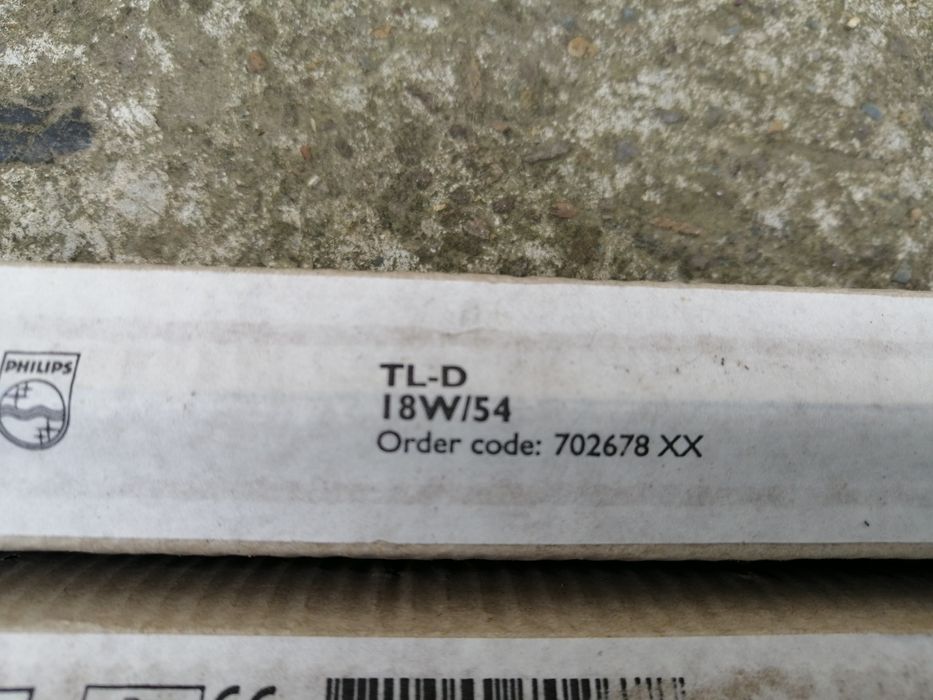 PHILIPS
TL-D
18W/54
Order code: 702678 XX